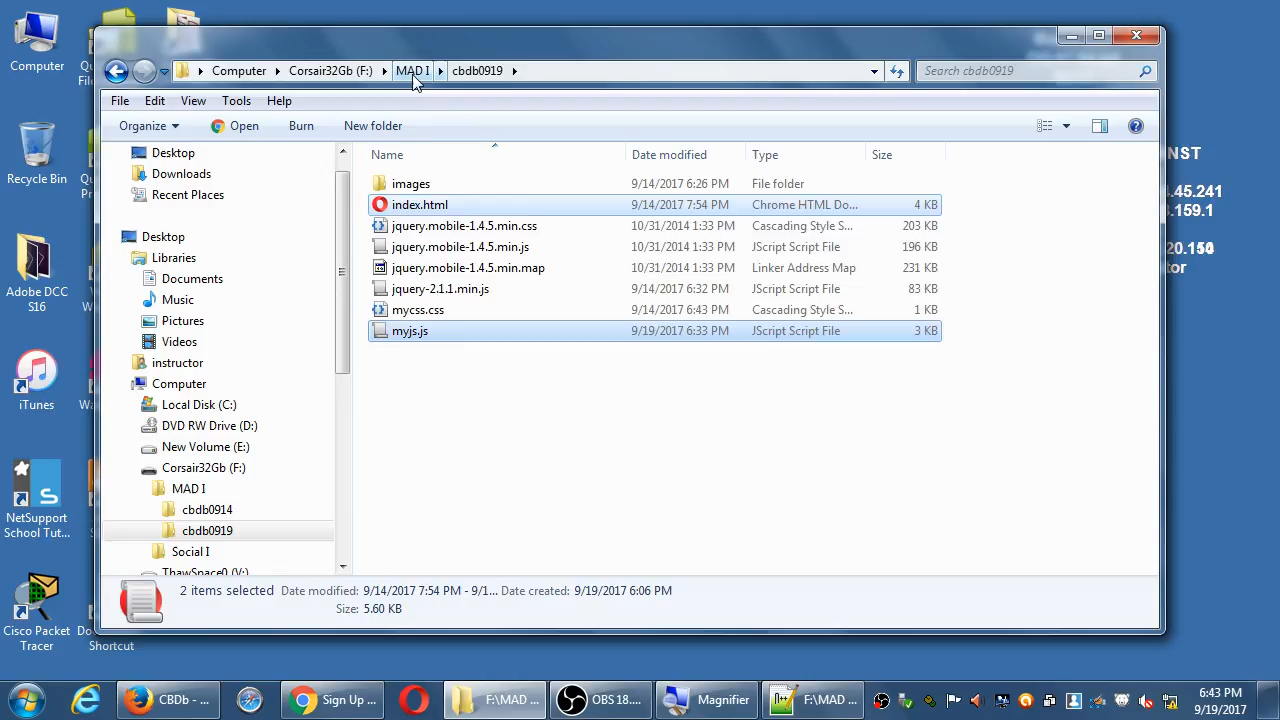 Computer
Recycle Bin
Adobe DCC
S16
iTunes
NetSupport
School Tut...
Cisco Packet
Tracer
Shortcut
Computer Corsair32Gb (F:) MAD I cbdb0919
Search cbdb0919
File Edit View Tools Help
Organize Open Burn New folder
Desktop
Downloads
Recent Places
Desktop
Libraries
Documents
Music
Pictures
Videos
instructor
Computer
Local Disk (C:)
DVD RW Drive (D:)
New Volume (E:)
Corsair32Gb (F:)
MAD I
cbdb0914
cbdb0919
Social I
ThawSpace0 (V:)
Name Date modified Type Size
images 9/14/2017 6:26 PM File folder
index.html 9/14/2017 7:54 PM Chrome HTML Do... 4 KB
jquery.mobile-1.4.5.min.css 10/31/2014 1:33 PM Cascading Style S... 203 KB
jquery.mobile-1.4.5.min.js 10/31/2014 1:33 PM JScript Script File 196 KB
jquery.mobile-1.4.5.min.map 10/31/2014 1:33 PM Linker Address Map 231 KB
jquery-2.1.1.min.js 9/14/2017 6:32 PM JScript Script File 83 KB
mycss.css 9/14/2017 6:43 PM Cascading Style S... 1 KB
myjs.js 9/19/2017 6:33 PM JScript Script File 3 KB
2 items selected Date modified: 9/14/2017 7:54 PM - 9/1... Date created: 9/19/2017 6:06 PM
Size: 5.60 KB
NST
.45.241
.159.1
tor
CBDb - ... Sign Up ... F:\MAD ... OBS 18.... Magnifier F:\MAD ...
6:43 PM
9/19/2017